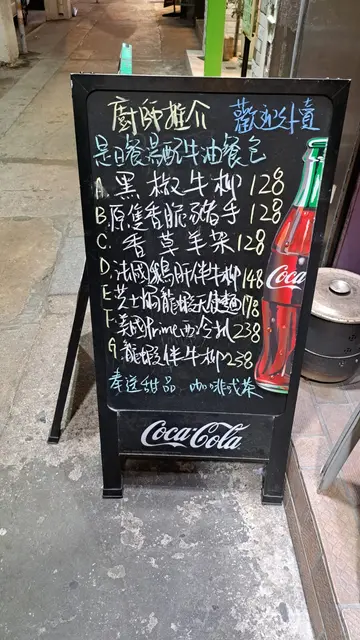 廚師推介 歡迎外賣
是日餐湯配牛油餐包
A. 黑椒牛柳 128
B 原隻香脆豬手 128
C. 香草羊架 128
D. 法國鵝肝伴牛柳 148
E. 芝士焗龍蝦天使麵 178
F. 美國Prime西冷扒 238
G. 龍蝦伴牛柳 238
奉送甜品 咖啡或茶
Coca-Cola
Coca